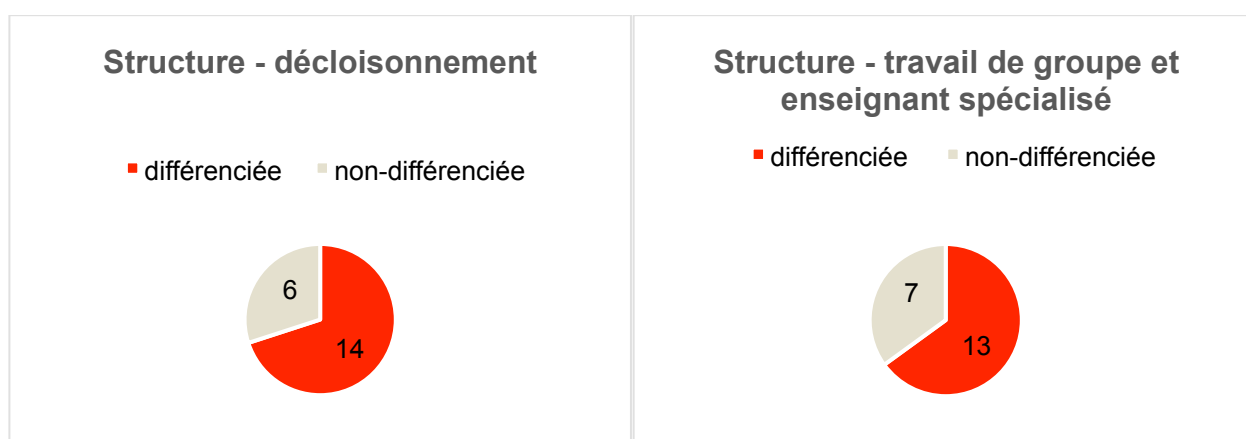 Structure - décloisonnement
différenciée non-différenciée
6
14
Structure - travail de groupe et
enseignant spécialisé
différenciée non-différenciée
7
13